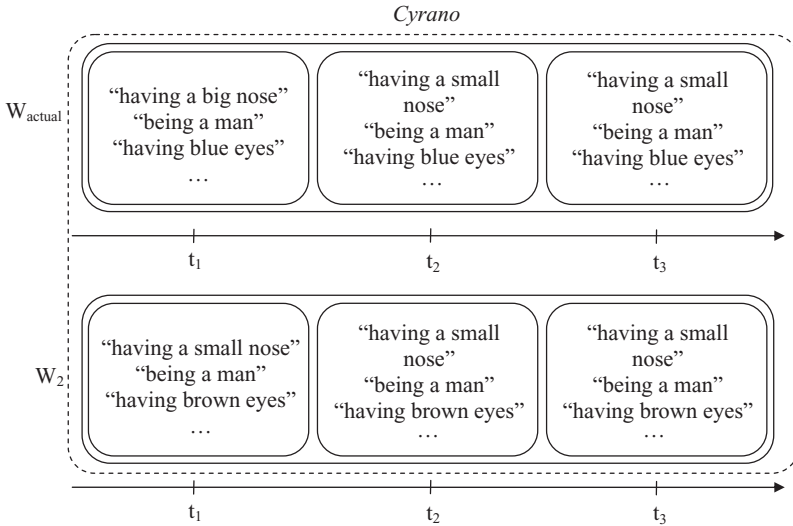 Cyrano
W_actual
“having a big nose”
“being a man”
“having blue eyes”
…
“having a small
nose”
“being a man”
“having blue eyes”
…
“having a small
nose”
“being a man”
“having blue eyes”
…
t₁
t₂
t₃
W₂
“having a small nose”
“being a man”
“having brown eyes”
…
“having a small
nose”
“being a man”
“having brown eyes”
…
“having a small
nose”
“being a man”
“having brown eyes”
…
t₁
t₂
t₃